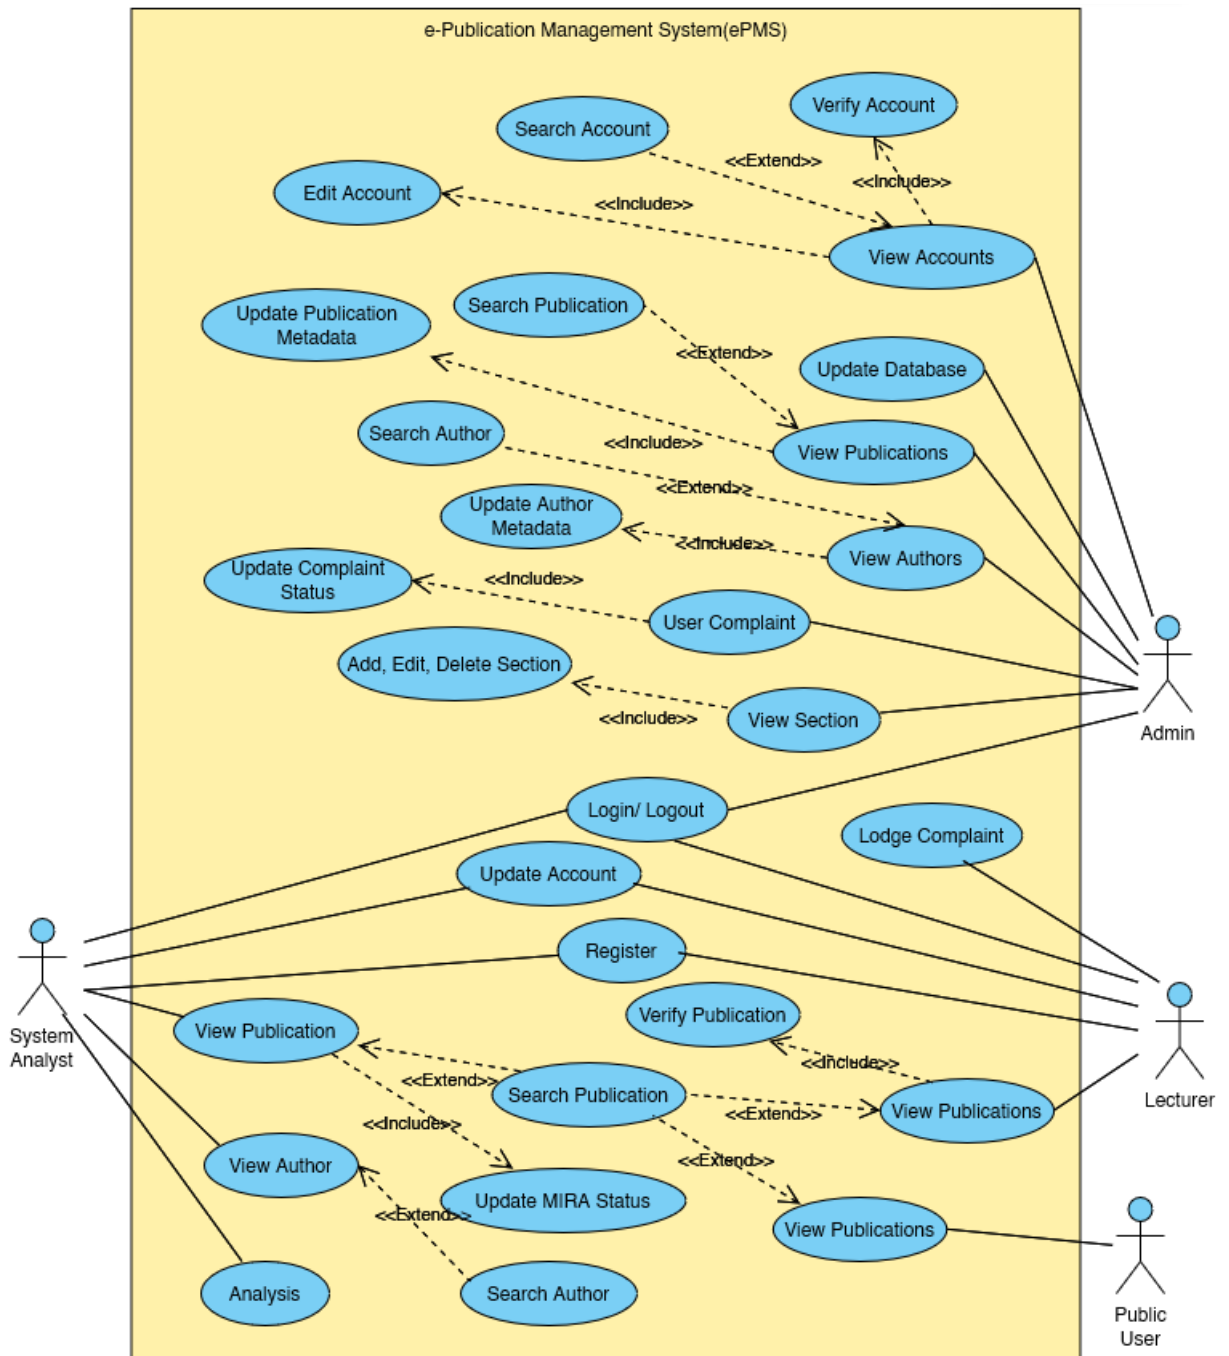 e-Publication Management System(ePMS)
Verify Account
Search Account
<<Extend>>
<<Include>>
Edit Account
<<Include>>
View Accounts
Search Publication
Update Publication
Metadata
<<Extend>>
Update Database
Search Author
<<Include>>
View Publications
<<Extend>>
Update Author
Metadata
<<Include>>
View Authors
Update Complaint
Status
<<Include>>
User Complaint
Add, Edit, Delete Section
<<Include>>
View Section
Admin
Login/ Logout
Lodge Complaint
Update Account
Register
System
Analyst
View Publication
Verify Publication
<<Include>>
<<Extend>>
Search Publication
<<Extend>>
View Publications
Lecturer
<<Include>>
<<Extend>>
View Author
Update MIRA Status
<<Extend>>
View Publications
Analysis
Search Author
Public
User